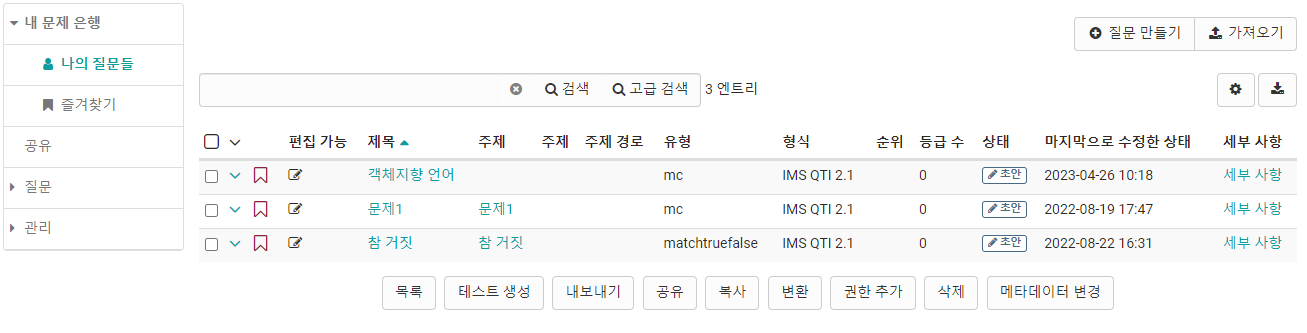 내 문제 은행
나의 질문들
즐겨찾기
공유
질문
관리
질문 만들기 가져오기
검색 고급 검색 3 엔트리
편집 가능 제목 주제 주제 주제 경로 유형 형식 순위 등급 수 상태 마지막으로 수정한 상태 세부 사항
객체지향 언어 mc IMS QTI 2.1 0 초안 2023-04-26 10:18 세부 사항
문제1 문제1 mc IMS QTI 2.1 0 초안 2022-08-19 17:47 세부 사항
참 거짓 참 거짓 matchtruefalse IMS QTI 2.1 0 초안 2022-08-22 16:31 세부 사항
목록 테스트 생성 내보내기 공유 복사 변환 권한 추가 삭제 메타데이터 변경